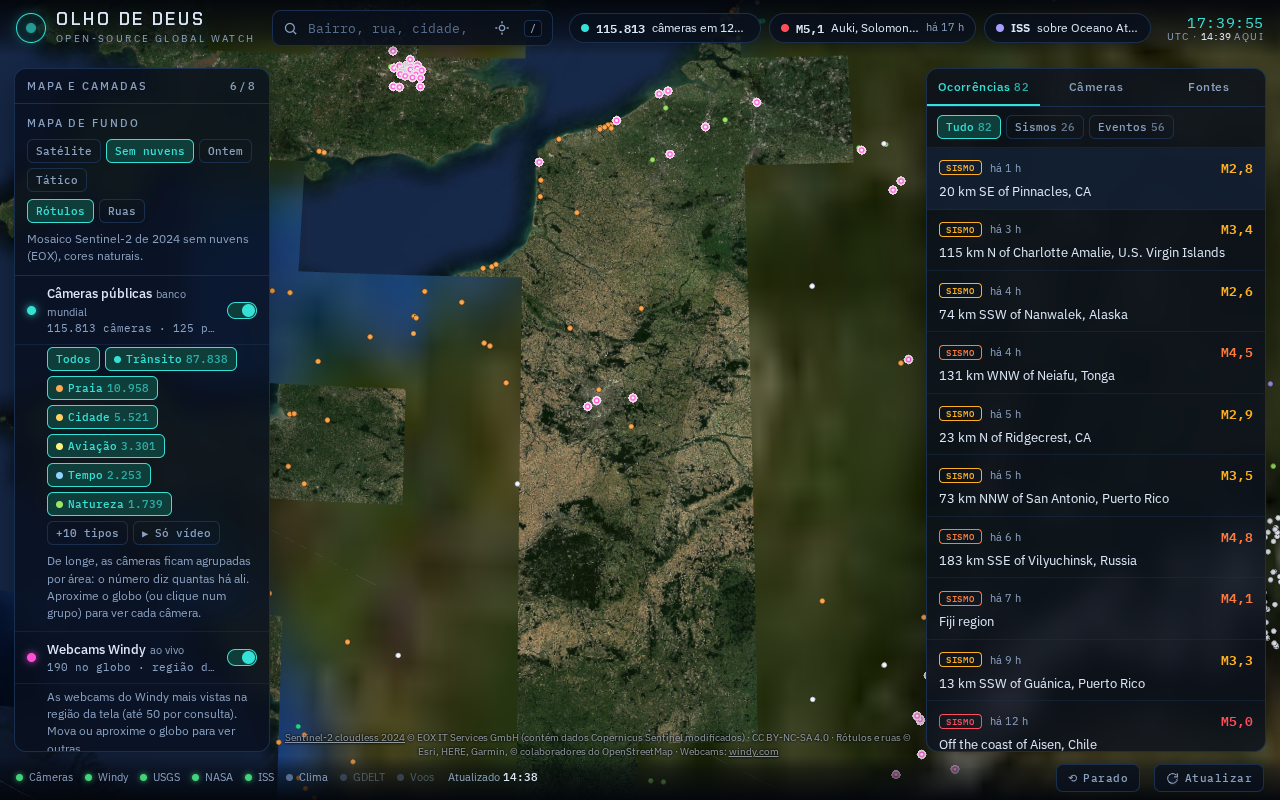 OLHO DE DEUS
OPEN-SOURCE GLOBAL WATCH
Bairro, rua, cidade,
/
115.813 câmeras em 12...
M5,1 Auki, Solomon... há 17 h
ISS sobre Oceano At...
17:39:55
UTC · 14:39 AQUI
MAPA E CAMADAS 6/8
MAPA DE FUNDO
Satélite Sem nuvens Ontem
Tático
Rótulos Ruas
Mosaico Sentinel-2 de 2024 sem nuvens
(EOX), cores naturais.
Câmeras públicas banco
mundial
115.813 câmeras · 125 p…
Todos Trânsito 87.838
Praia 10.958
Cidade 5.521
Aviação 3.301
Tempo 2.253
Natureza 1.739
+10 tipos ▶ Só vídeo
De longe, as câmeras ficam agrupadas
por área: o número diz quantas há ali.
Aproxime o globo (ou clique num
grupo) para ver cada câmera.
Webcams Windy ao vivo
190 no globo · região d…
As webcams do Windy mais vistas na
região da tela (até 50 por consulta).
Mova ou aproxime o globo para ver
outras.
Ocorrências 82 Câmeras Fontes
Tudo 82 Sismos 26 Eventos 56
SISMO há 1 h M2,8
20 km SE of Pinnacles, CA
SISMO há 3 h M3,4
115 km N of Charlotte Amalie, U.S. Virgin Islands
SISMO há 4 h M2,6
74 km SSW of Nanwalek, Alaska
SISMO há 4 h M4,5
131 km WNW of Neiafu, Tonga
SISMO há 5 h M2,9
23 km N of Ridgecrest, CA
SISMO há 5 h M3,5
73 km NNW of San Antonio, Puerto Rico
SISMO há 6 h M4,8
183 km SSE of Vilyuchinsk, Russia
SISMO há 7 h M4,1
Fiji region
SISMO há 9 h M3,3
13 km SSW of Guánica, Puerto Rico
SISMO há 12 h M5,0
Off the coast of Aisen, Chile
Sentinel-2 cloudless 2024 © EOX IT Services GmbH (contém dados Copernicus Sentinel modificados) · CC BY-NC-SA 4.0 · Rótulos e ruas ©
Esri, HERE, Garmin, © colaboradores do OpenStreetMap · Webcams: windy.com
Câmeras Windy USGS NASA ISS Clima GDELT Voos Atualizado 14:38
Parado Atualizar